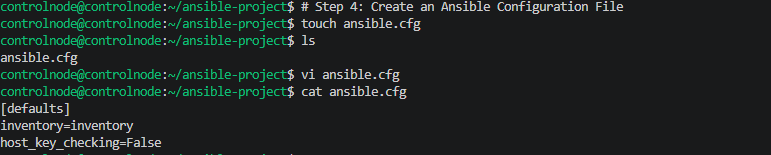 controlnode@controlnode:~/ansible-project$ # Step 4: Create an Ansible Configuration File
controlnode@controlnode:~/ansible-project$ touch ansible.cfg
controlnode@controlnode:~/ansible-project$ ls
ansible.cfg
controlnode@controlnode:~/ansible-project$ vi ansible.cfg
controlnode@controlnode:~/ansible-project$ cat ansible.cfg
[defaults]
inventory=inventory
host_key_checking=False